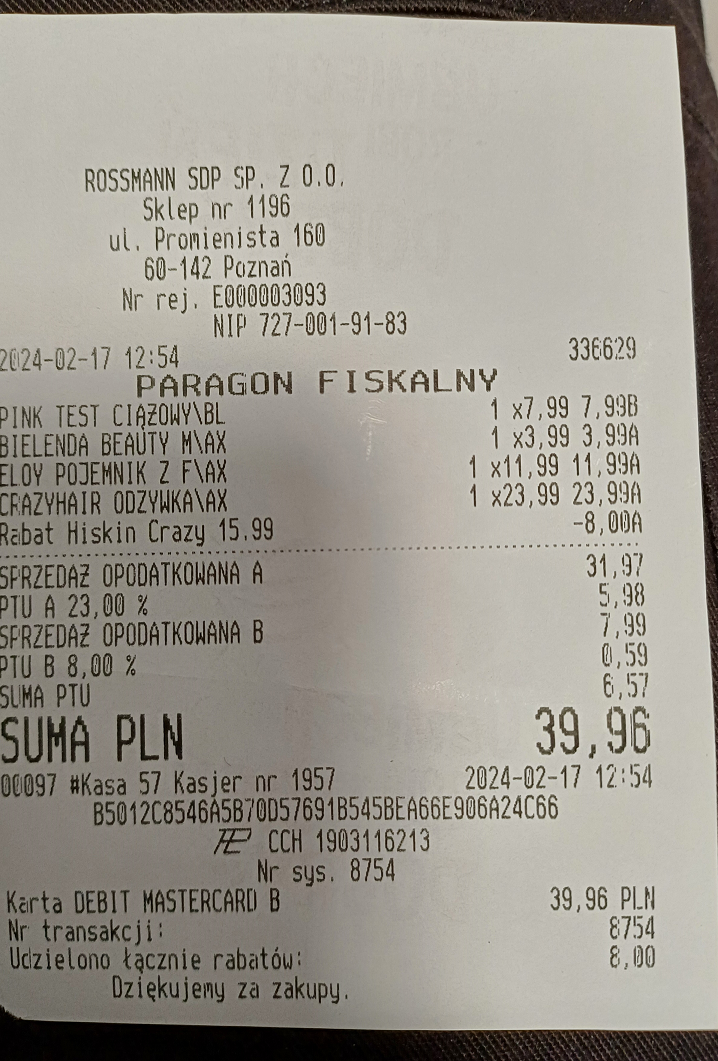 ROSSMANN SDP SP. Z O.O.
Sklep nr 1196
ul. Promienista 160
60-142 Poznań
Nr rej. E000003093
NIP 727-001-91-83
2024-02-17 12:54 336629
PARAGON FISKALNY
PINK TEST CIĄŻOWY\BL 1 x7,99 7,99B
BIELENDA BEAUTY M\AX 1 x3,99 3,99A
ELOY POJEMNIK Z F\AX 1 x11,99 11,99A
CRAZYHAIR ODZYWKA\AX 1 x23,99 23,99A
Rabat Hiskin Crazy 15.99 -8,00A
SPRZEDAŻ OPODATKOWANA A 31,97
PTU A 23,00 % 5,98
SPRZEDAŻ OPODATKOWANA B 7,99
PTU B 8,00 % 0,59
SUMA PTU 6,57
SUMA PLN 39,96
00097 #Kasa 57 Kasjer nr 1957 2024-02-17 12:54
B5012C8546A5B70D57691B545BEA66E906A24C66
CCH 1903116213
Nr sys. 8754
Karta DEBIT MASTERCARD B 39,96 PLN
Nr transakcji: 8754
Udzielono łącznie rabatów: 8,00
Dziękujemy za zakupy.